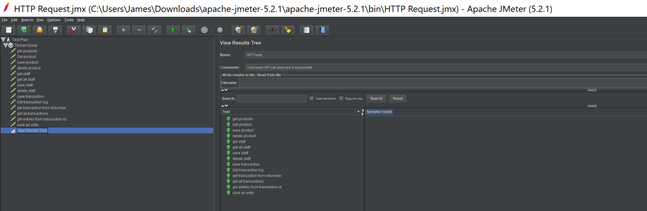 HTTP Request.jmx (C:\Users\James\Downloads\apache-jmeter-5.2.1\apache-jmeter-5.2.1\bin\HTTP Request.jmx) - Apache JMeter (5.2.1)
File Edit Search Run Options Tools Help
Test Plan
Thread Group
get products
Get product
save product
delete product
get staff
get all staff
save staff
delete staff
save transaction
Get transaction log
get transaction from nhumber
get all transactions
get entries from transaction id
save an entry
View Results Tree
View Results Tree
Name: API Tests
Comments: Test every API call and see if successful
Write results to file / Read from file
Filename
Search: Case sensitive Regular exp. Search Reset
Text
Sampler result
get products
Get product
save product
delete product
get staff
get all staff
save staff
delete staff
save transaction
Get transaction log
get transaction from nhumber
get all transactions
get entries from transaction id
save an entry